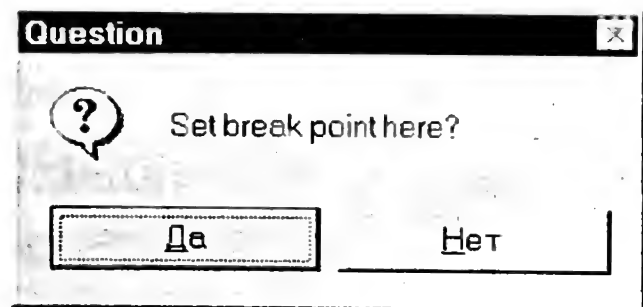 Question
Set break point here?
Да
Нет